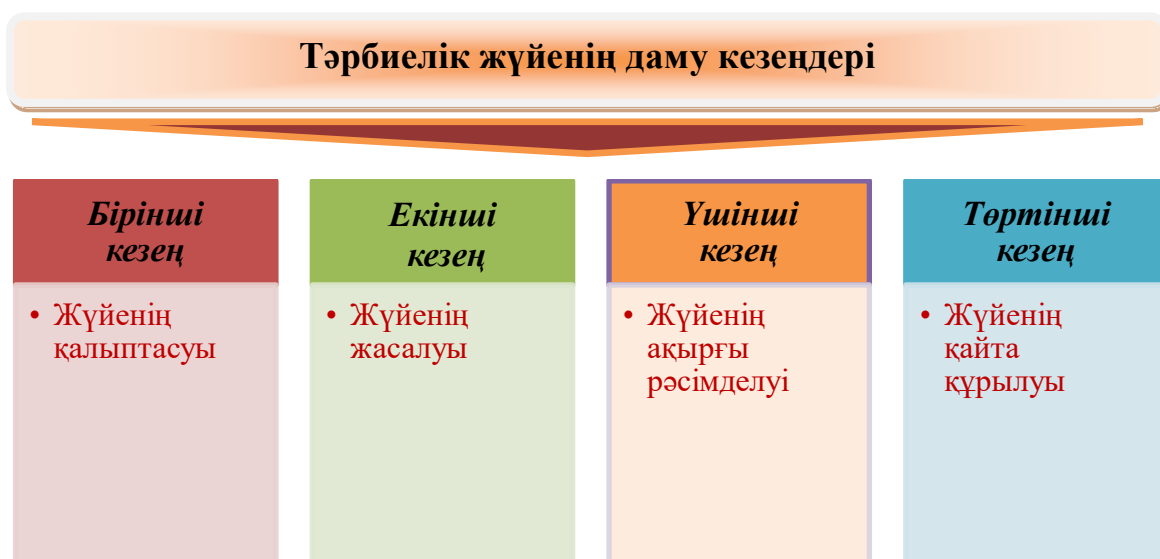 Тәрбиелік жүйенің даму кезеңдері
Бірінші
кезең
• Жүйенің
қалыптасуы
Екінші
кезең
• Жүйенің
жасалуы
Үшінші
кезең
• Жүйенің
ақырғы
рәсімделуі
Төртінші
кезең
• Жүйенің
қайта
құрылуы